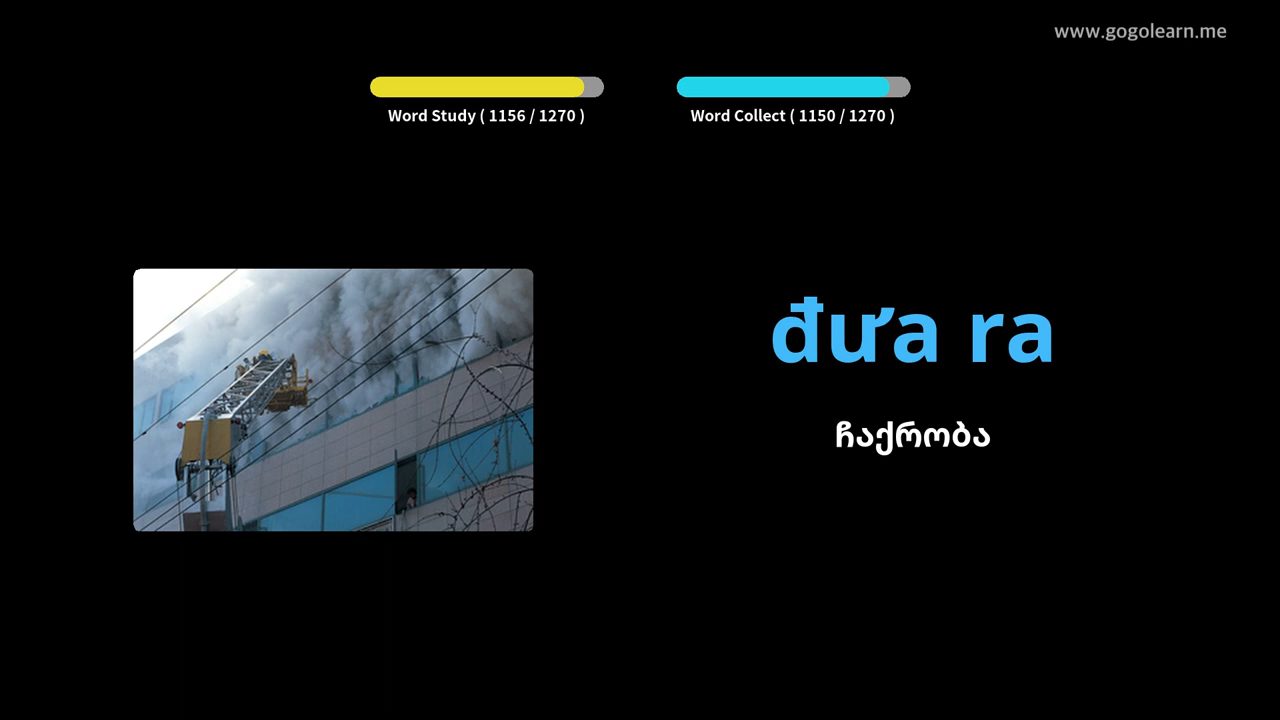 www.gogolearn.me
Word Study ( 1156 / 1270 )
Word Collect ( 1150 / 1270 )
đưa ra
ჩაქრობა